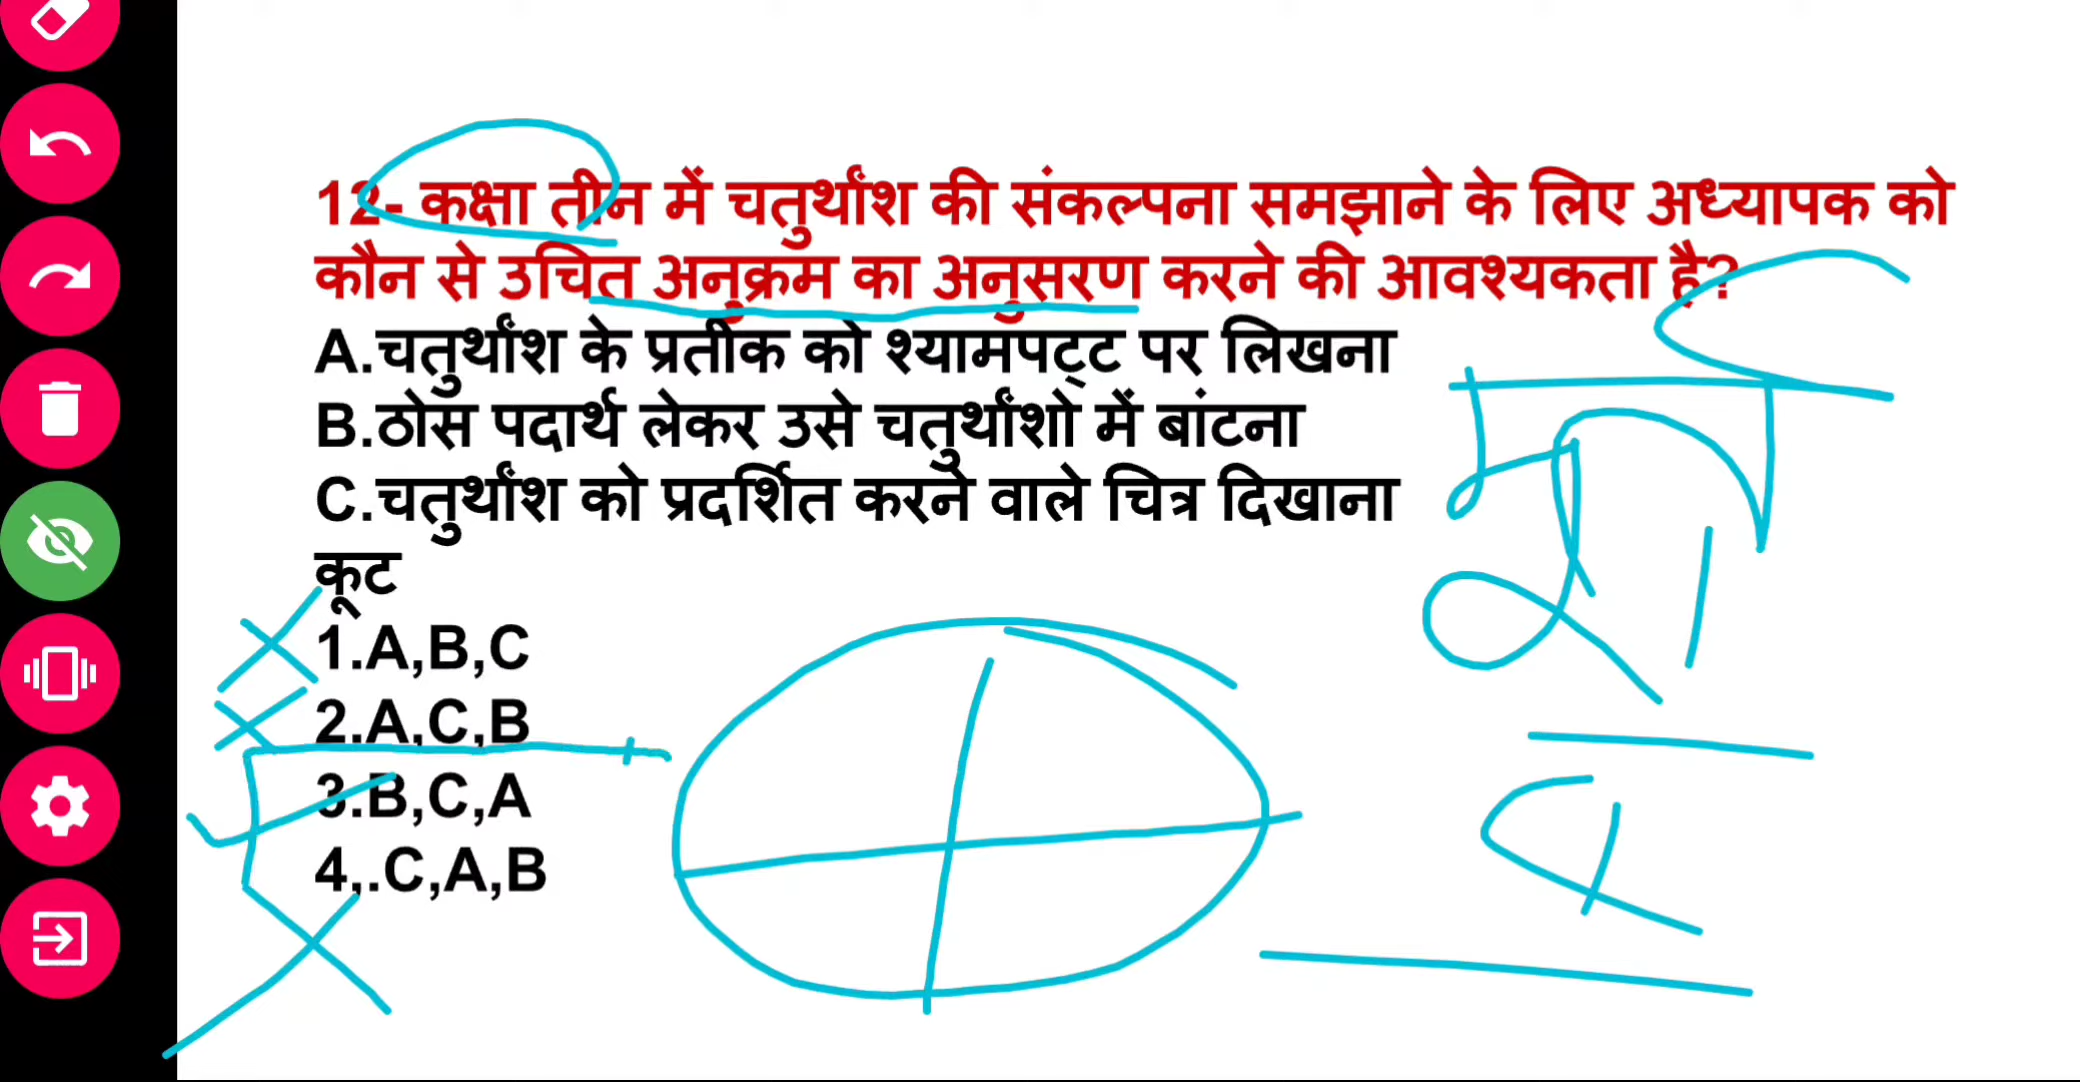 12- कक्षा तीन में चतुर्थांश की संकल्पना समझाने के लिए अध्यापक को
कौन से उचित अनुक्रम का अनुसरण करने की आवश्यकता है?
A.चतुर्थांश के प्रतीक को श्यामपट्ट पर लिखना
B.ठोस पदार्थ लेकर उसे चतुर्थांशो में बांटना
C.चतुर्थांश को प्रदर्शित करने वाले चित्र दिखाना
कूट
1.A,B,C
2.A,C,B
3.B,C,A
4,.C,A,B